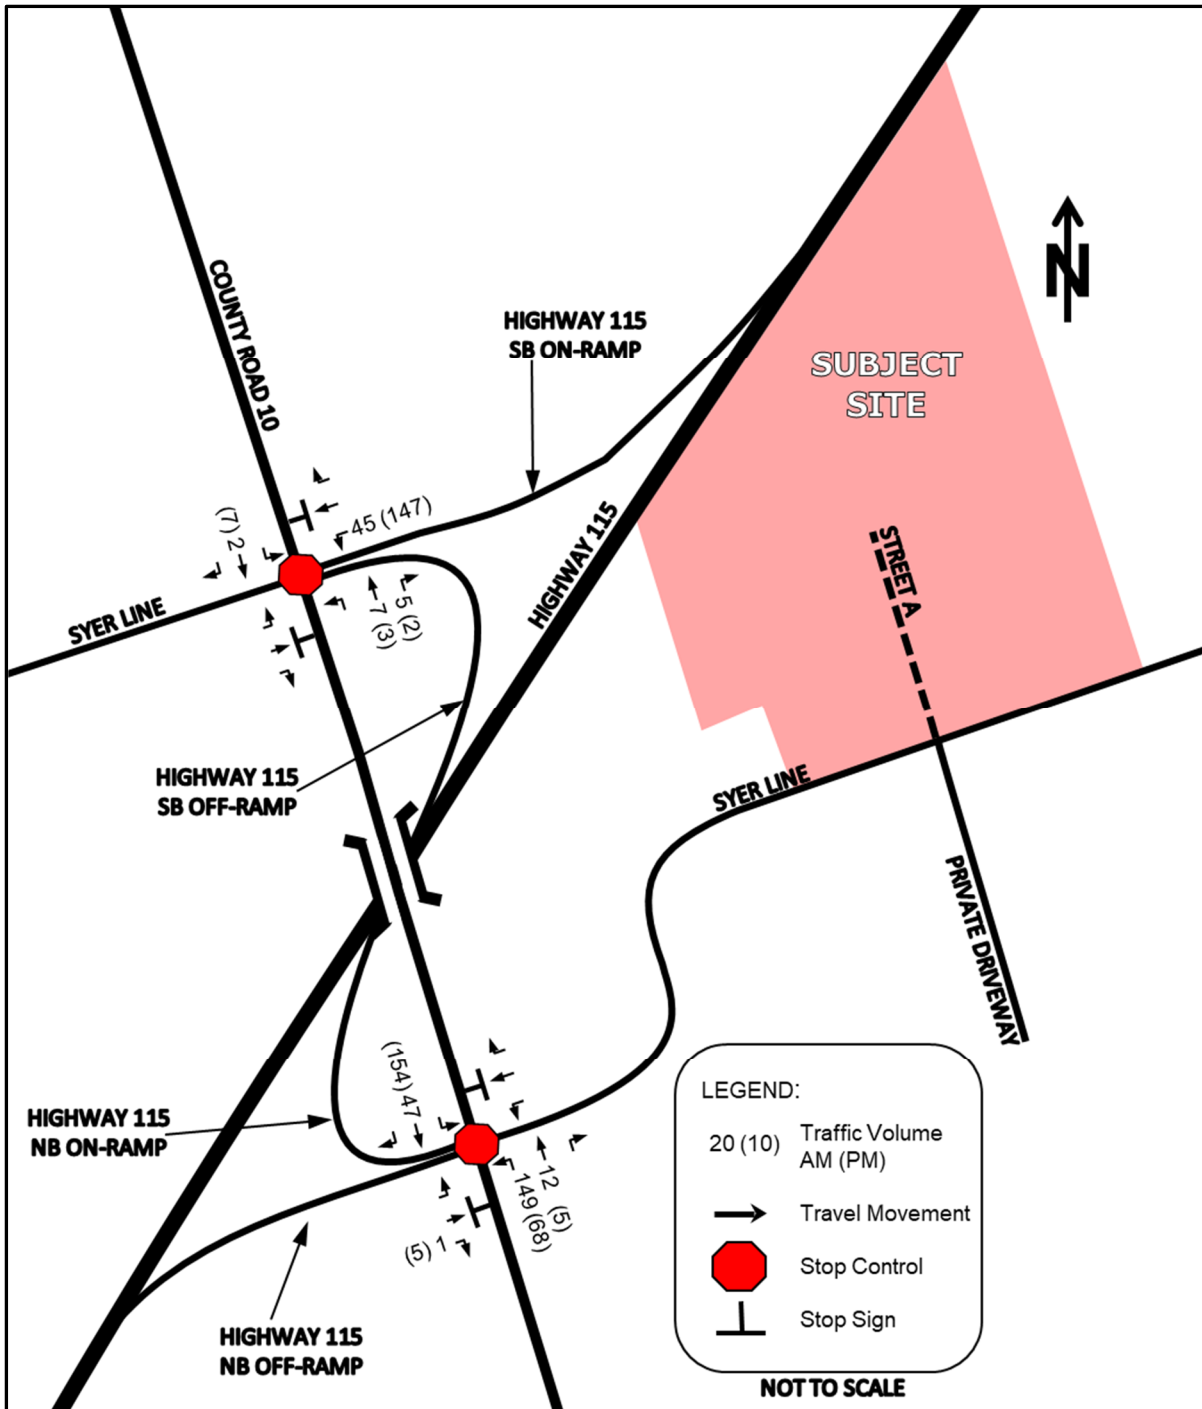 COUNTY ROAD 10
HIGHWAY 115
SB ON-RAMP
SUBJECT
SITE
N
HIGHWAY 115
STREET A
(7) 2
45 (147)
5 (2)
7 (3)
SYER LINE
HIGHWAY 115
SB OFF-RAMP
SYER LINE
PRIVATE DRIVEWAY
(154) 47
HIGHWAY 115
NB ON-RAMP
12 (5)
149 (68)
(5) 1
HIGHWAY 115
NB OFF-RAMP
LEGEND:
20 (10)
Traffic Volume
AM (PM)
Travel Movement
Stop Control
Stop Sign
NOT TO SCALE